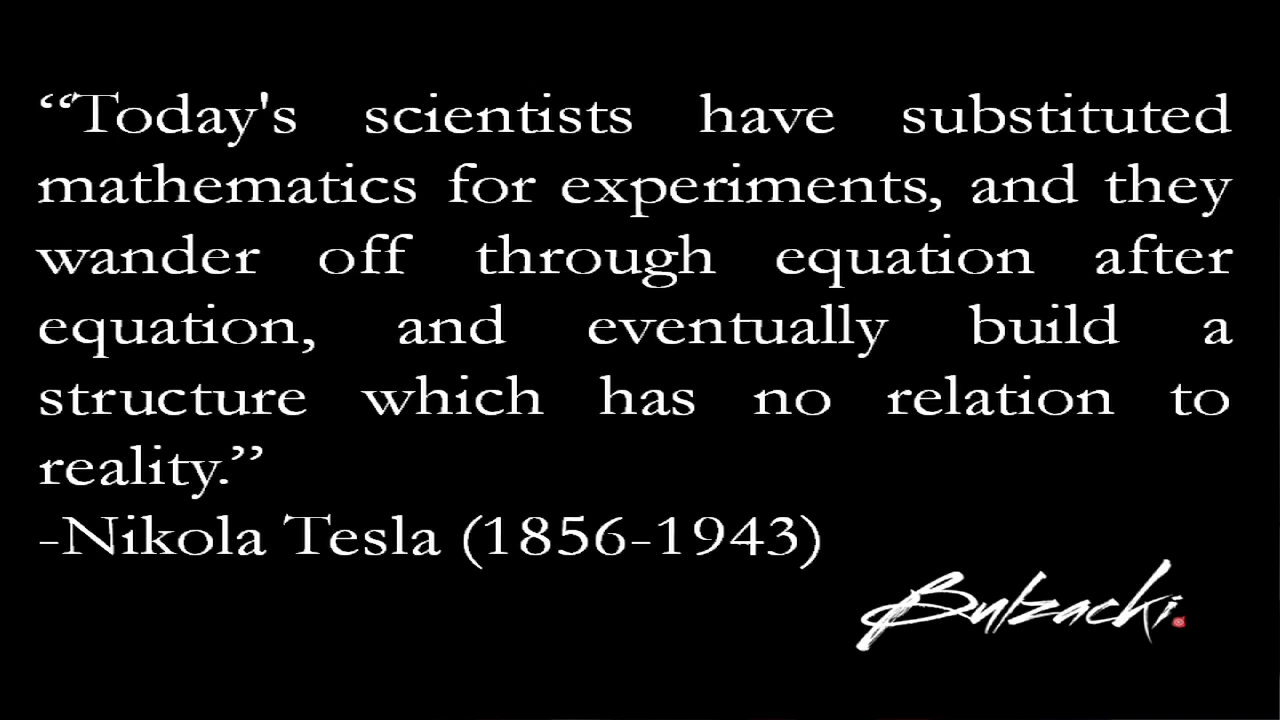 “Today's scientists have substituted
mathematics for experiments, and they
wander off through equation after
equation, and eventually build a
structure which has no relation to
reality.”
-Nikola Tesla (1856-1943)
Bulzacki.